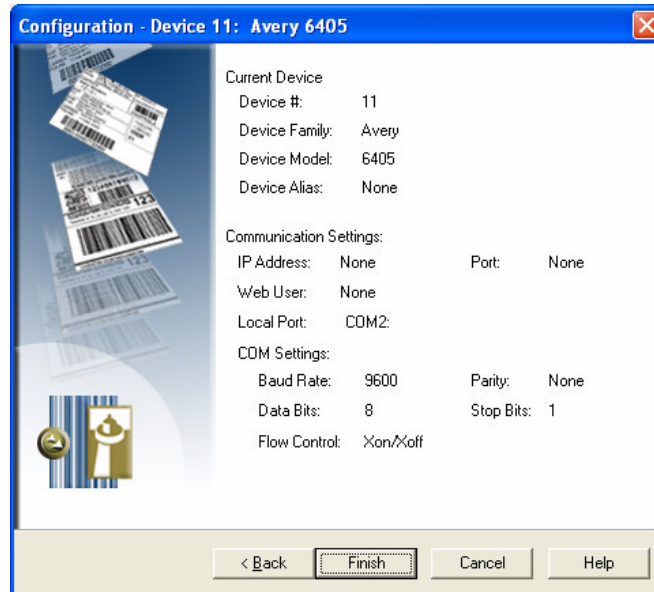 Configuration - Device 11: Avery 6405
Current Device
Device #: 11
Device Family: Avery
Device Model: 6405
Device Alias: None
Communication Settings:
IP Address: None Port: None
Web User: None
Local Port: COM2:
COM Settings:
Baud Rate: 9600 Parity: None
Data Bits: 8 Stop Bits: 1
Flow Control: Xon/Xoff
< Back Finish Cancel Help